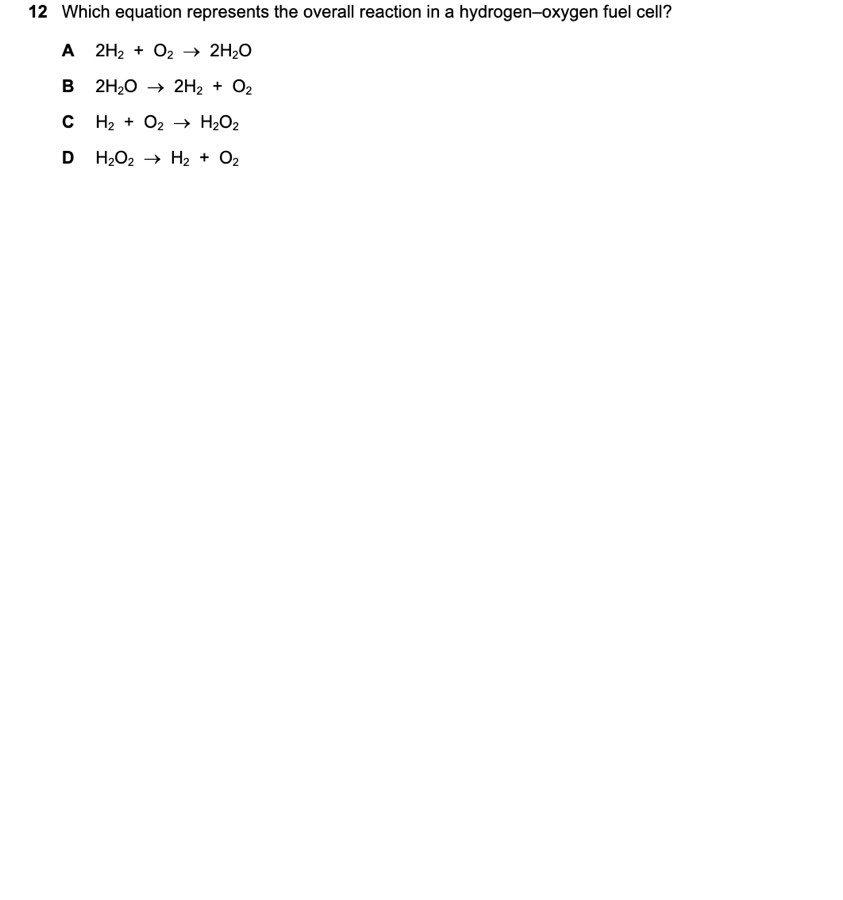 12 Which equation represents the overall reaction in a hydrogen–oxygen fuel cell?
A 2H₂ + O₂ → 2H₂O
B 2H₂O → 2H₂ + O₂
C H₂ + O₂ → H₂O₂
D H₂O₂ → H₂ + O₂